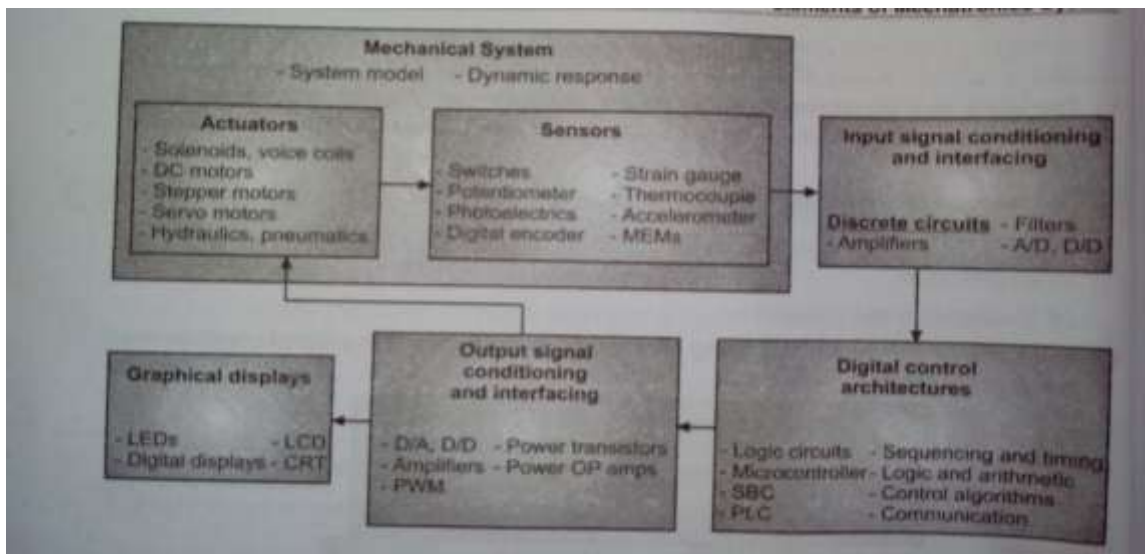 Elements of Mechatronics
Mechanical System
- System model - Dynamic response
Actuators
- Solenoids, voice coils
- DC motors
- Stepper motors
- Servo motors
- Hydraulics, pneumatics
Sensors
- Switches - Strain gauge
- Potentiometer - Thermocouple
- Photoelectrics - Accelerometer
- Digital encoder - MEMs
Input signal conditioning
and interfacing
Discrete circuits - Filters
- Amplifiers - A/D, D/D
Graphical displays
- LEDs - LCD
- Digital displays - CRT
Output signal
conditioning
and interfacing
- D/A, D/D - Power transistors
- Amplifiers - Power OP amps
- PWM
Digital control
architectures
- Logic circuits - Sequencing and timing
- Microcontroller - Logic and arithmetic
- SBC - Control algorithms
- PLC - Communication